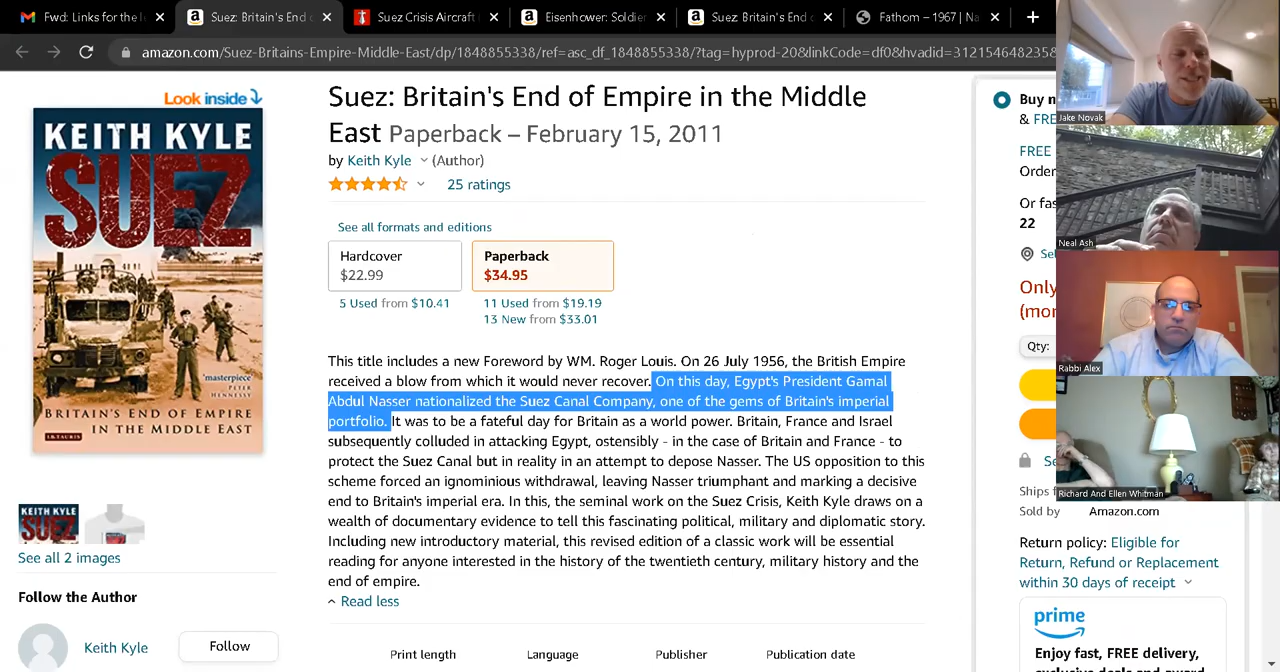 Fwd: Links for the l
Suez: Britain's End o
Suez Crisis Aircraft
Eisenhower: Soldier
Suez: Britain's End o
Fathom – 1967 | Na
amazon.com/Suez-Britains-Empire-Middle-East/dp/1848855338/ref=asc_df_1848855338/?tag=hyprod-20&linkCode=df0&hvadid=312154648235&
Look inside
KEITH KYLE
SUEZ
'masterpiece'
PETER
HENNESSY
BRITAIN'S END OF EMPIRE
IN THE MIDDLE EAST
I.B.TAURIS
See all 2 images
Follow the Author
Keith Kyle
Follow
Suez: Britain's End of Empire in the Middle
East Paperback – February 15, 2011
by Keith Kyle (Author)
25 ratings
See all formats and editions
Hardcover
$22.99
Paperback
$34.95
5 Used from $10.41
11 Used from $19.19
13 New from $33.01
This title includes a new Foreword by WM. Roger Louis. On 26 July 1956, the British Empire
received a blow from which it would never recover. On this day, Egypt's President Gamal
Abdul Nasser nationalized the Suez Canal Company, one of the gems of Britain's imperial
portfolio. It was to be a fateful day for Britain as a world power. Britain, France and Israel
subsequently colluded in attacking Egypt, ostensibly - in the case of Britain and France - to
protect the Suez Canal but in reality in an attempt to depose Nasser. The US opposition to this
scheme forced an ignominious withdrawal, leaving Nasser triumphant and marking a decisive
end to Britain's imperial era. In this, the seminal work on the Suez Crisis, Keith Kyle draws on a
wealth of documentary evidence to tell this fascinating political, military and diplomatic story.
Including new introductory material, this revised edition of a classic work will be essential
reading for anyone interested in the history of the twentieth century, military history and the
end of empire.
Read less
Print length
Language
Publisher
Publication date
Buy n
& FRE
FREE
Order
Or fas
22
Sel
Only
(mor
Qty:
Se
Ships f
Sold by
Amazon.com
Return policy: Eligible for
Return, Refund or Replacement
within 30 days of receipt
prime
Enjoy fast, FREE delivery,
exclusive deals and award
Jake Novak
Neal Ash
Rabbi Alex
Richard And Ellen Whitman